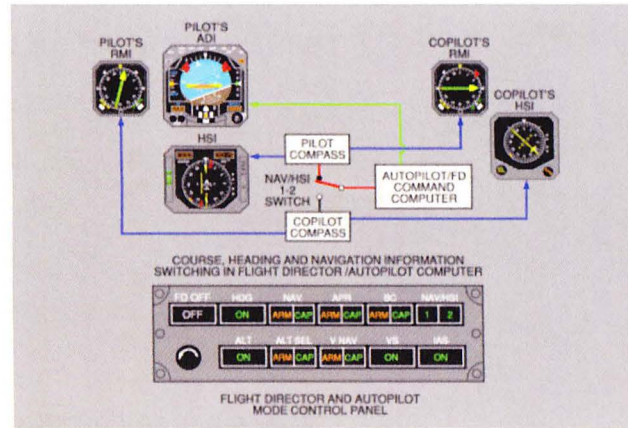 PILOT'S
ADI
PILOT'S
RMI
COPILOT'S
RMI
COPILOT'S
HSI
HSI
PILOT
COMPASS
NAV/HSI
1-2
SWITCH
AUTOPILOT/FD
COMMAND
COMPUTER
COPILOT
COMPASS
COURSE, HEADING AND NAVIGATION INFORMATION
SWITCHING IN FLIGHT DIRECTOR /AUTOPILOT COMPUTER
FD OFF HDG NAV APR BC NAV/HSI
OFF ON ARM CAP ARM CAP ARM CAP 1 2
ALT ALT SEL V NAV VS IAS
ON ARM CAP ARM CAP ON ON
FLIGHT DIRECTOR AND AUTOPILOT
MODE CONTROL PANEL